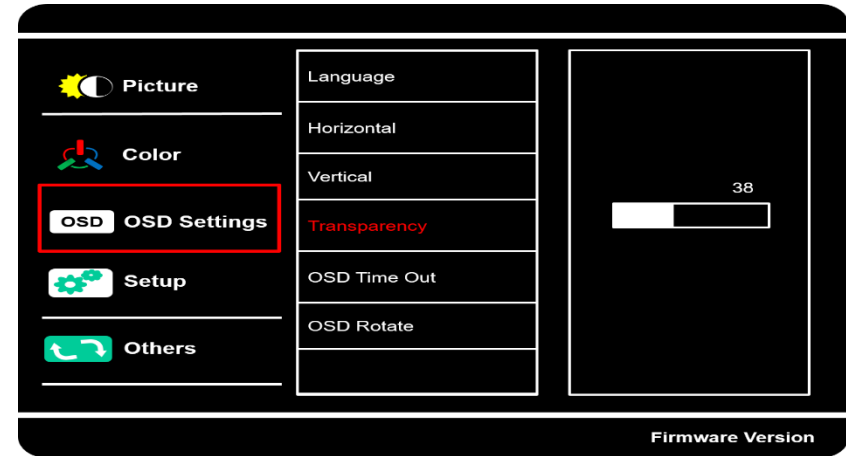 Picture
Color
OSD OSD Settings
Setup
Others
Language
Horizontal
Vertical
Transparency
OSD Time Out
OSD Rotate
38
Firmware Version